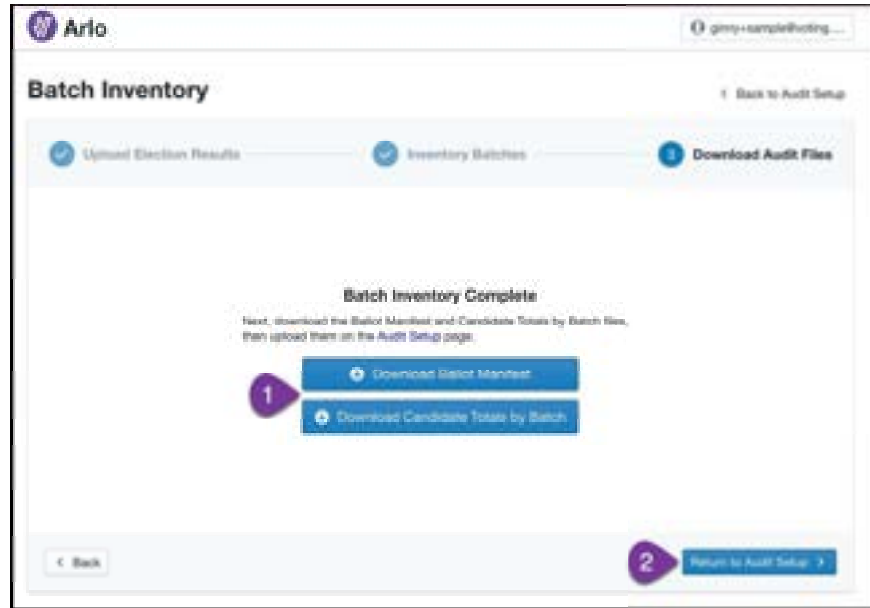 Arlo
ginny+sample@voting....
Batch Inventory
Back to Audit Setup
Upload Election Results
Inventory Batches
3
Download Audit Files
Batch Inventory Complete
Next, download the Ballot Manifest and Candidate Totals by Batch files,
then upload them on the Audit Setup page.
1
Download Ballot Manifest
Download Candidate Totals by Batch
Back
2
Return to Audit Setup